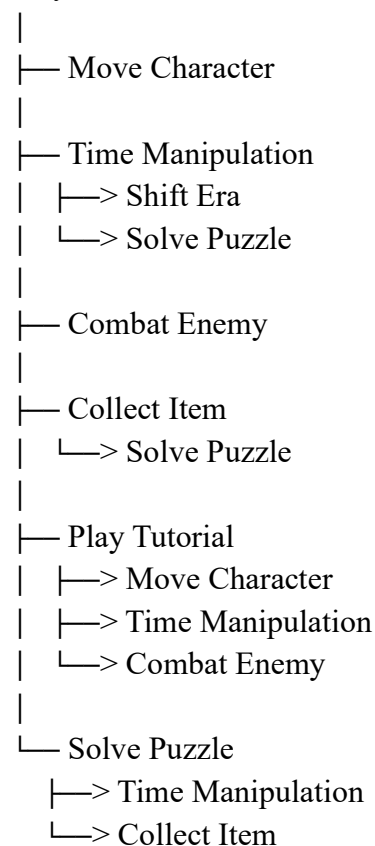 |
├── Move Character
|
├── Time Manipulation
| ├──> Shift Era
| └──> Solve Puzzle
|
├── Combat Enemy
|
├── Collect Item
| └──> Solve Puzzle
|
├── Play Tutorial
| ├──> Move Character
| ├──> Time Manipulation
| └──> Combat Enemy
|
└── Solve Puzzle
├──> Time Manipulation
└──> Collect Item